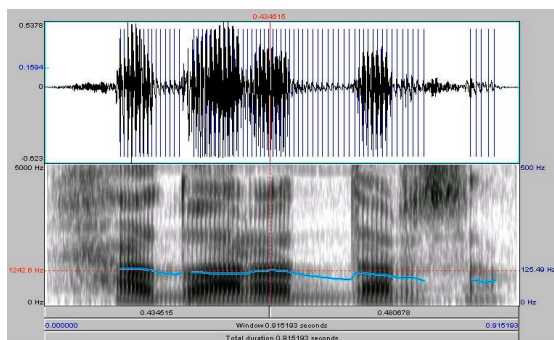 0.434515
0.5378
0.1594
0
-0.623
5000 Hz
500 Hz
1242.6 Hz
125.49 Hz
0 Hz
0 Hz
0.434515
0.480678
0.000000
Window 0.915193 seconds
0.915193
Total duration 0.915193 seconds